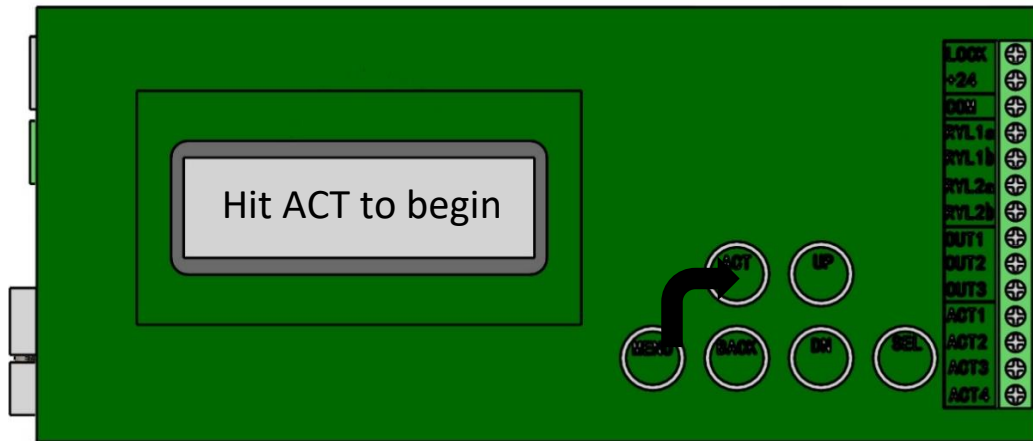 Hit ACT to begin
ACT
UP
MENU
BACK
DN
SEL
LOCK
+24
COM
RYL1a
RYL1b
RYL2a
RYL2b
OUT1
OUT2
OUT3
ACT1
ACT2
ACT3
ACT4